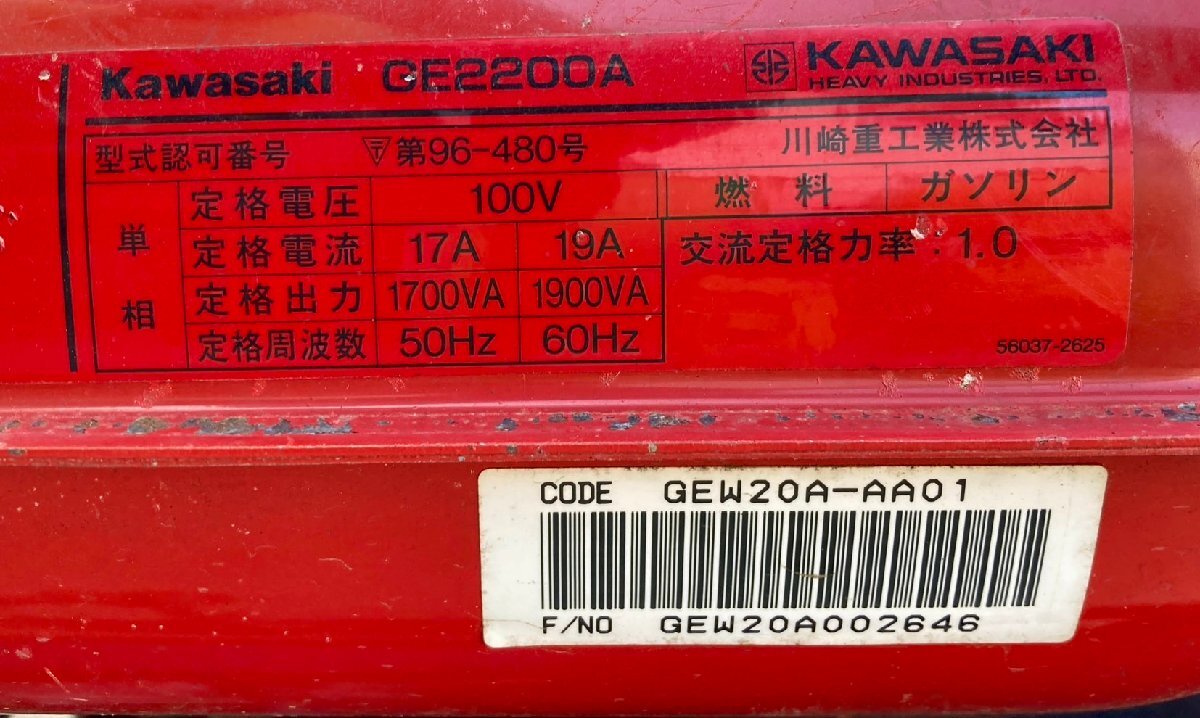 Kawasaki GE2200A KAWASAKI
HEAVY INDUSTRIES, LTD.
型式認可番号 〒第96-480号 川崎重工業株式会社
単相 定格電圧 100V 燃料 ガソリン
定格電流 17A 19A 交流定格力率:1.0
定格出力 1700VA 1900VA
定格周波数 50Hz 60Hz
56037-2625
CODE GEW20A-AA01
F/NO GEW20A002646